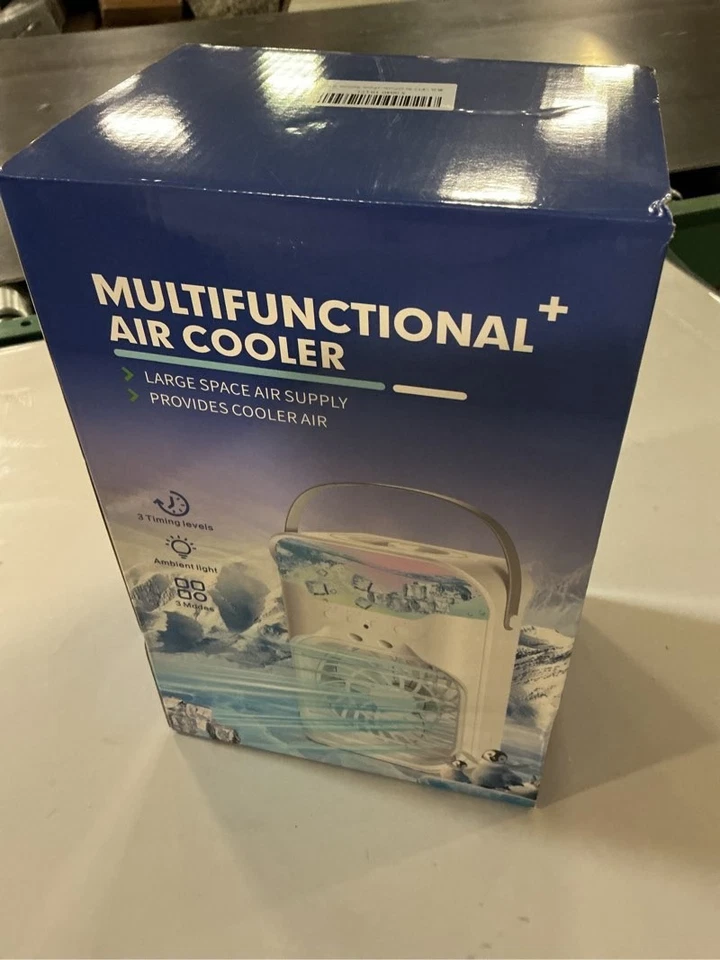 MULTIFUNCTIONAL+
AIR COOLER
LARGE SPACE AIR SUPPLY
PROVIDES COOLER AIR
3 Timing levels
Ambient light
3 Modes